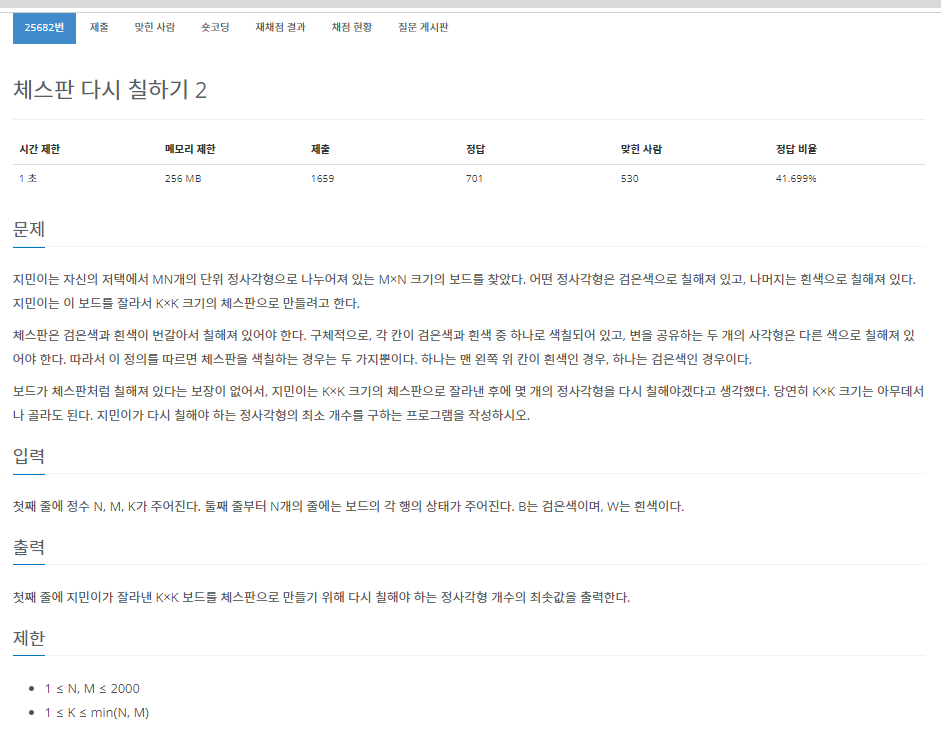 25682번 제출 맞힌 사람 숏코딩 재채점 결과 채점 현황 질문 게시판
체스판 다시 칠하기 2
시간 제한 메모리 제한 제출 정답 맞힌 사람 정답 비율
1 초 256 MB 1659 701 530 41.699%
문제
지민이는 자신의 저택에서 MN개의 단위 정사각형으로 나누어져 있는 M×N 크기의 보드를 찾았다. 어떤 정사각형은 검은색으로 칠해져 있고, 나머지는 흰색으로 칠해져 있다.
지민이는 이 보드를 잘라서 K×K 크기의 체스판으로 만들려고 한다.
체스판은 검은색과 흰색이 번갈아서 칠해져 있어야 한다. 구체적으로, 각 칸이 검은색과 흰색 중 하나로 색칠되어 있고, 변을 공유하는 두 개의 사각형은 다른 색으로 칠해져 있
어야 한다. 따라서 이 정의를 따르면 체스판을 색칠하는 경우는 두 가지뿐이다. 하나는 맨 왼쪽 위 칸이 흰색인 경우, 하나는 검은색인 경우이다.
보드가 체스판처럼 칠해져 있다는 보장이 없어서, 지민이는 K×K 크기의 체스판으로 잘라낸 후에 몇 개의 정사각형을 다시 칠해야겠다고 생각했다. 당연히 K×K 크기는 아무데서
나 골라도 된다. 지민이가 다시 칠해야 하는 정사각형의 최소 개수를 구하는 프로그램을 작성하시오.
입력
첫째 줄에 정수 N, M, K가 주어진다. 둘째 줄부터 N개의 줄에는 보드의 각 행의 상태가 주어진다. B는 검은색이며, W는 흰색이다.
출력
첫째 줄에 지민이가 잘라낸 K×K 보드를 체스판으로 만들기 위해 다시 칠해야 하는 정사각형 개수의 최솟값을 출력한다.
제한
• 1 ≤ N, M ≤ 2000
• 1 ≤ K ≤ min(N, M)